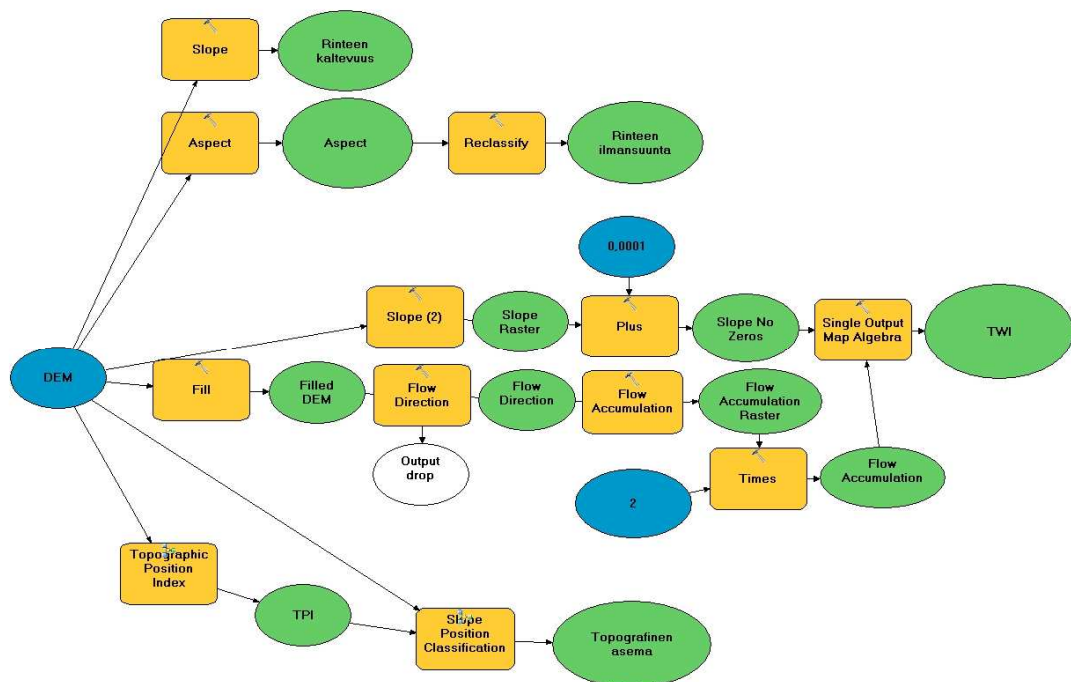 Slope
Rinteen
kaltevuus
Aspect
Aspect
Reclassify
Rinteen
ilmansuunta
0,0001
Slope (2)
Slope
Raster
Plus
Slope No
Zeros
Single Output
Map Algebra
TWI
DEM
Fill
Filled
DEM
Flow
Direction
Flow
Direction
Flow
Accumulation
Flow
Accumulation
Raster
Output
drop
2
Times
Flow
Accumulation
Topographic
Position
Index
TPI
Slope
Position
Classification
Topografinen
asema